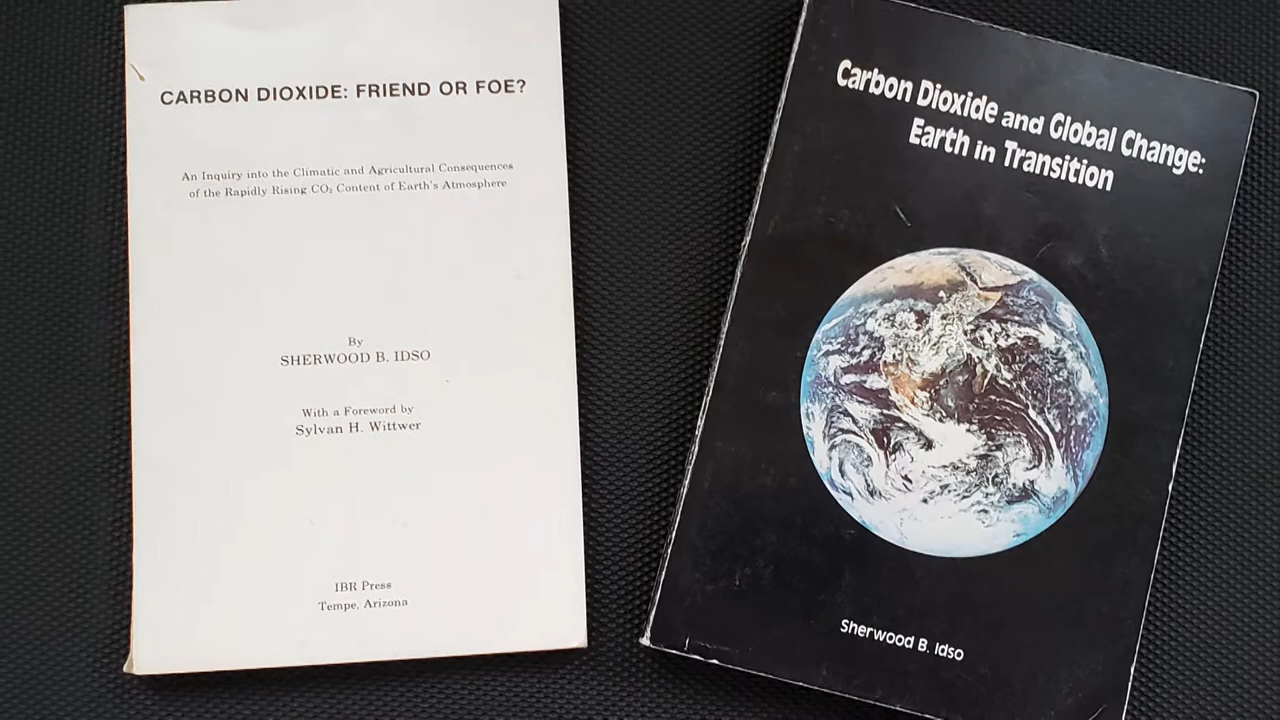 CARBON DIOXIDE: FRIEND OR FOE?
An Inquiry into the Climatic and Agricultural Consequences
of the Rapidly Rising CO₂ Content of Earth's Atmosphere
By
SHERWOOD B. IDSO
With a Foreword by
Sylvan H. Wittwer
IBR Press
Tempe, Arizona
Carbon Dioxide and Global Change:
Earth in Transition
Sherwood B. Idso